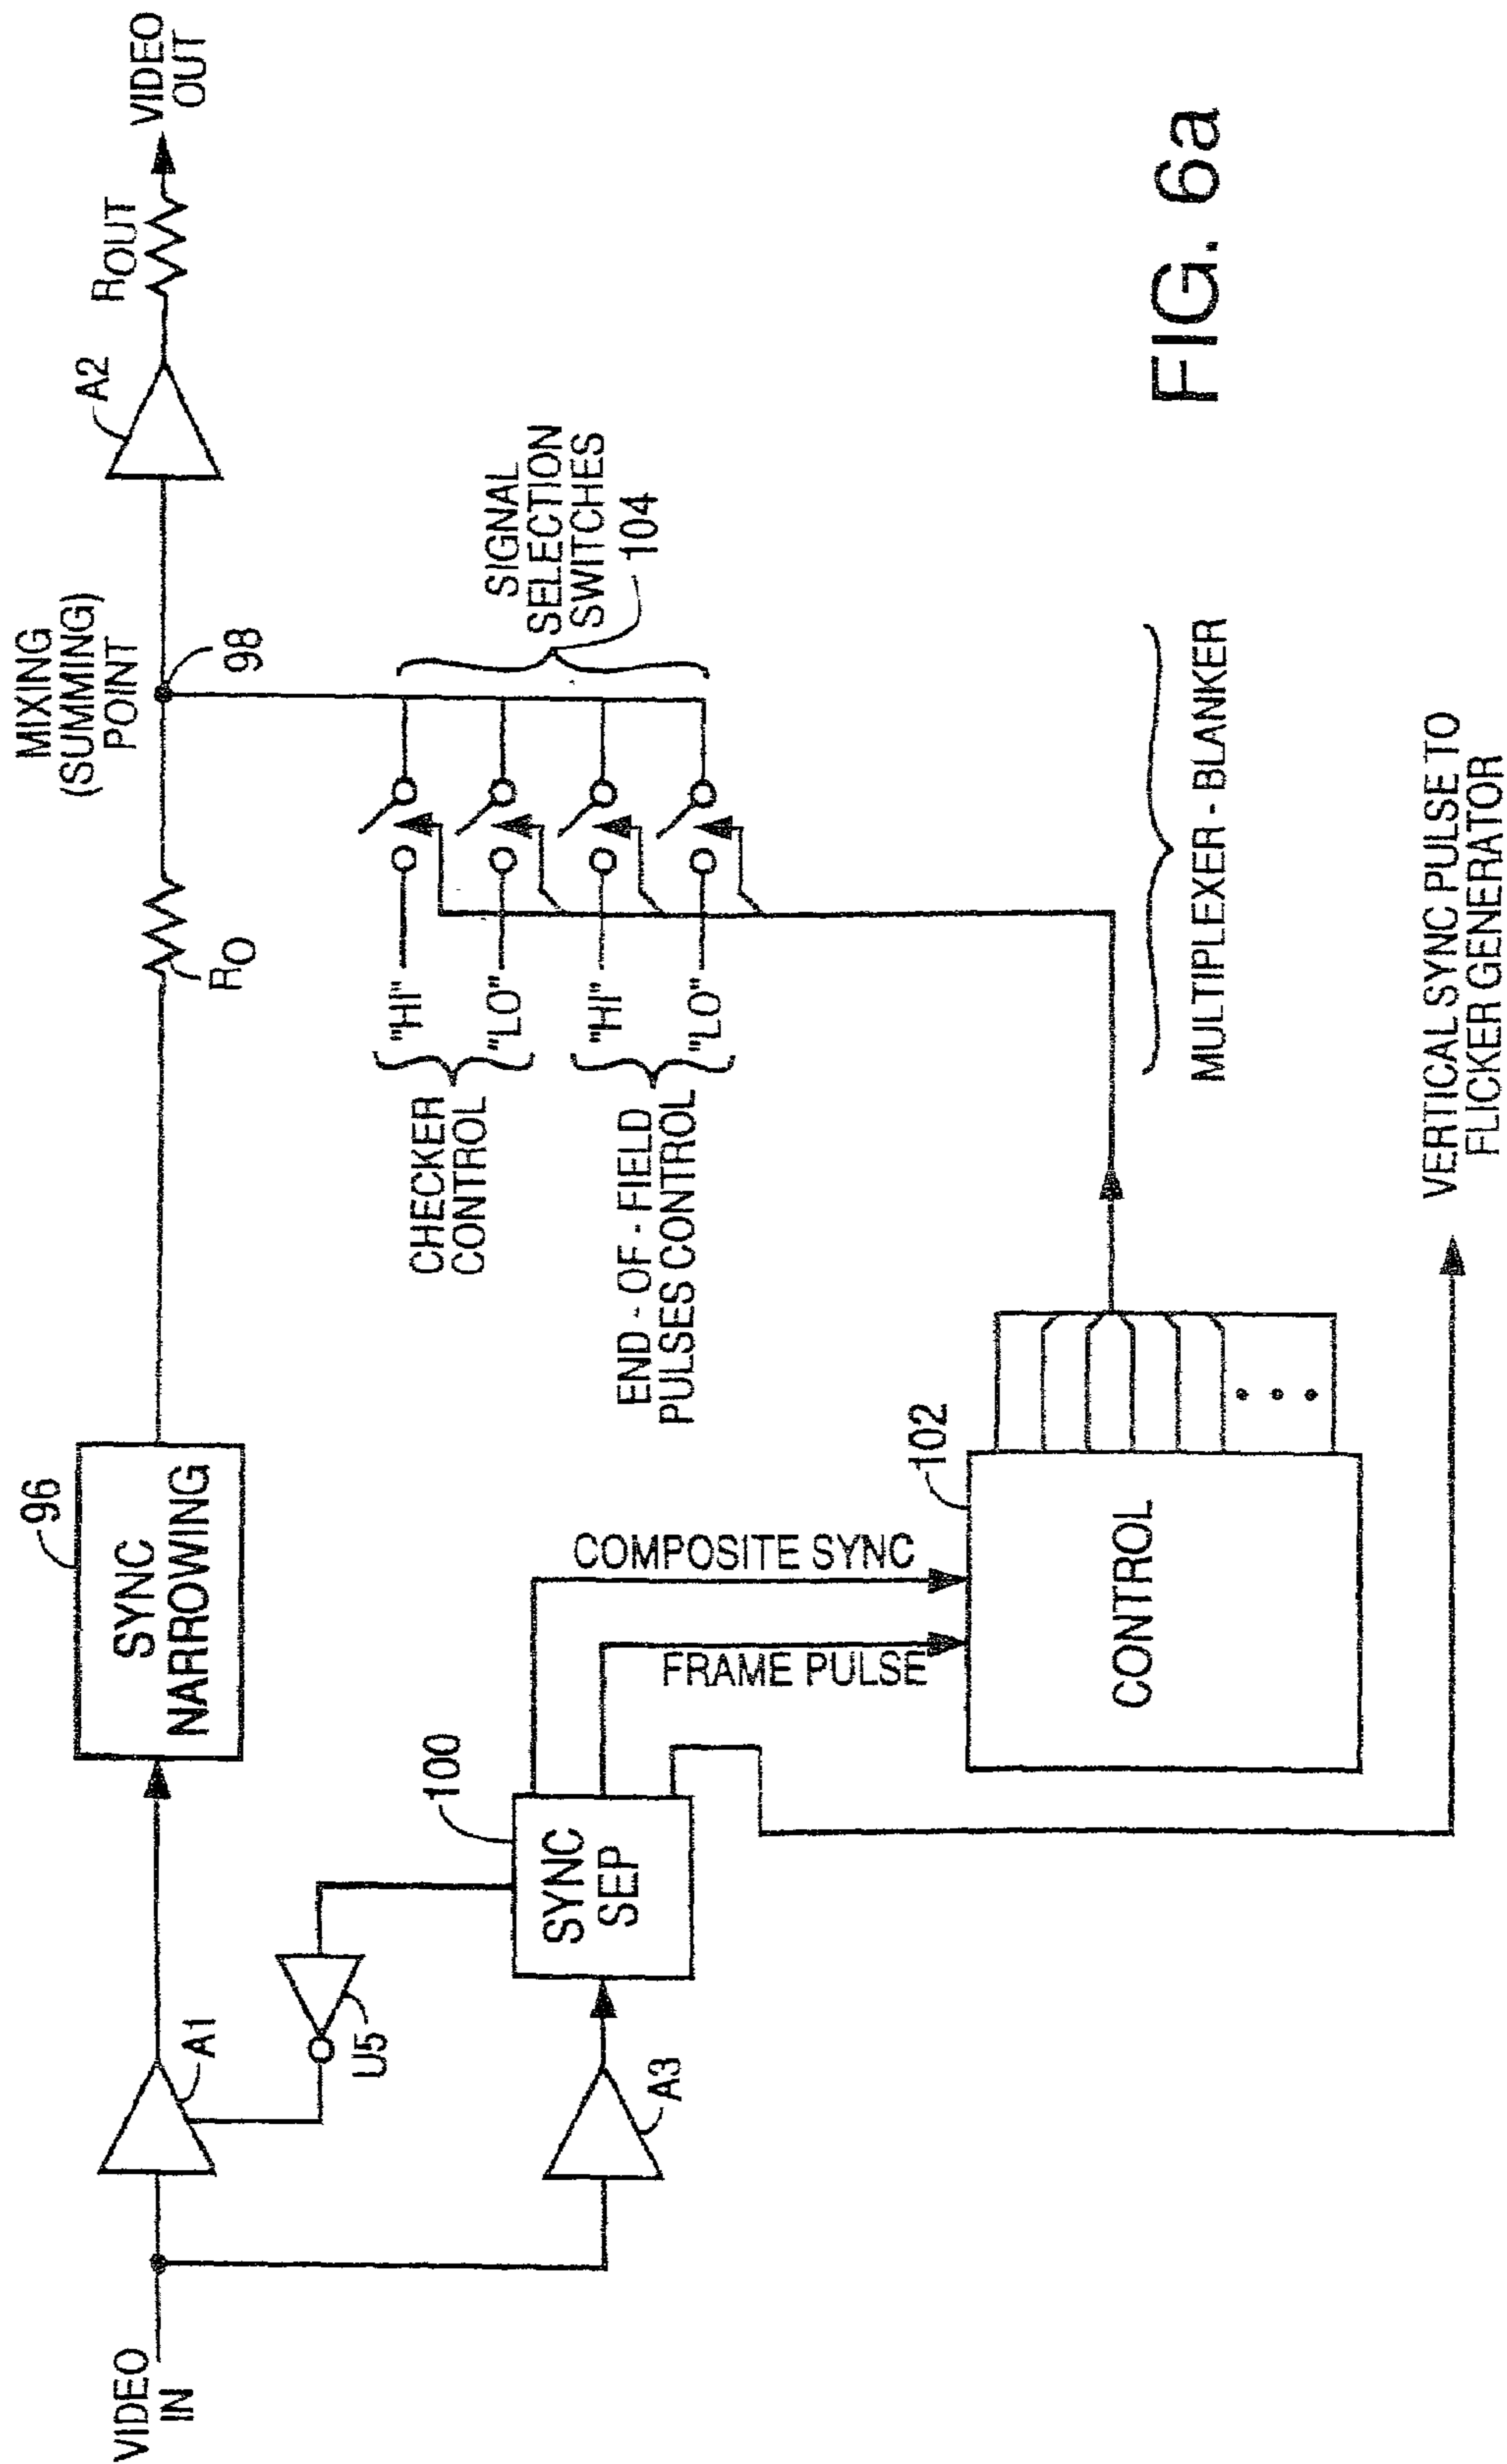 VIDEO
IN
A1
U5
A3
96
SYNC
NARROWING
100
SYNC
SEP
COMPOSITE SYNC
FRAME PULSE
102
CONTROL
MIXING
(SUMMING)
POINT
98
RO
A2
ROUT
VIDEO
OUT
CHECKER
CONTROL
"HI"
"LO"
END - OF - FIELD
PULSES CONTROL
"HI"
"LO"
SIGNAL
SELECTION
SWITCHES
104
MULTIPLEXER - BLANKER
VERTICAL SYNC PULSE TO
FLICKER GENERATOR
FIG. 6a